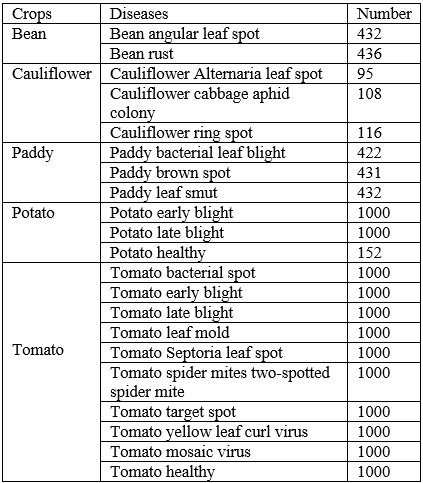 Crops Diseases Number
Bean Bean angular leaf spot 432
Bean rust 436
Cauliflower Cauliflower Alternaria leaf spot 95
Cauliflower cabbage aphid 108
colony
Cauliflower ring spot 116
Paddy Paddy bacterial leaf blight 422
Paddy brown spot 431
Paddy leaf smut 432
Potato Potato early blight 1000
Potato late blight 1000
Potato healthy 152
Tomato bacterial spot 1000
Tomato early blight 1000
Tomato late blight 1000
Tomato leaf mold 1000
Tomato Tomato Septoria leaf spot 1000
Tomato spider mites two-spotted 1000
spider mite
Tomato target spot 1000
Tomato yellow leaf curl virus 1000
Tomato mosaic virus 1000
Tomato healthy 1000